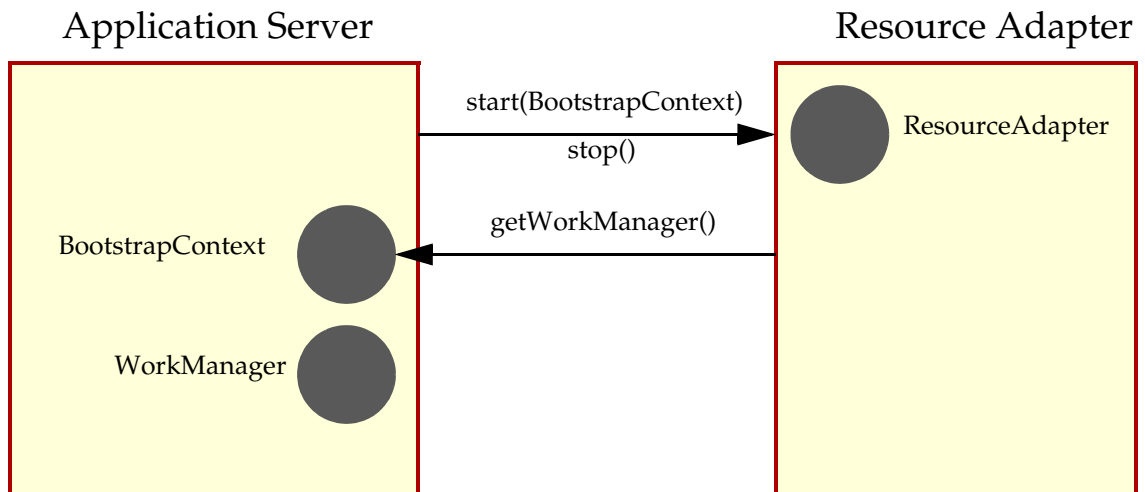 Application Server
Resource Adapter
start(BootstrapContext)
stop()
ResourceAdapter
getWorkManager()
BootstrapContext
WorkManager